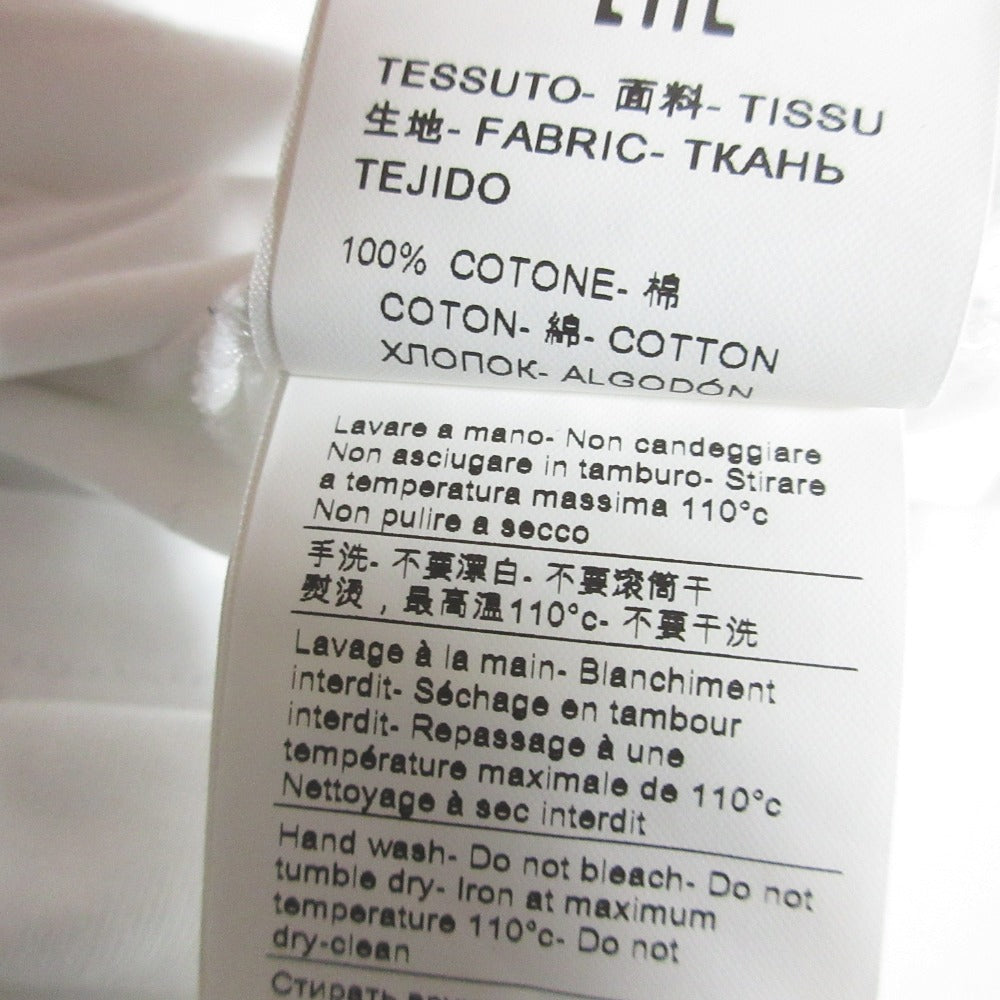 TESSUTO- 面料- TISSU
生地- FABRIC- ТКАНЬ
TEJIDO
100% COTONE- 棉
COTON- 綿- COTTON
ХЛОПОК- ALGODÓN
Lavare a mano- Non candeggiare
Non asciugare in tamburo- Stirare
a temperatura massima 110°c
Non pulire a secco
手洗- 不要漂白- 不要滚筒干
熨烫，最高温110°c- 不要干洗
Lavage à la main- Blanchiment
interdit- Séchage en tambour
interdit- Repassage à une
température maximale de 110°c
Nettoyage à sec interdit
Hand wash- Do not bleach- Do not
tumble dry- Iron at maximum
temperature 110°c- Do not
dry-clean
Стирать